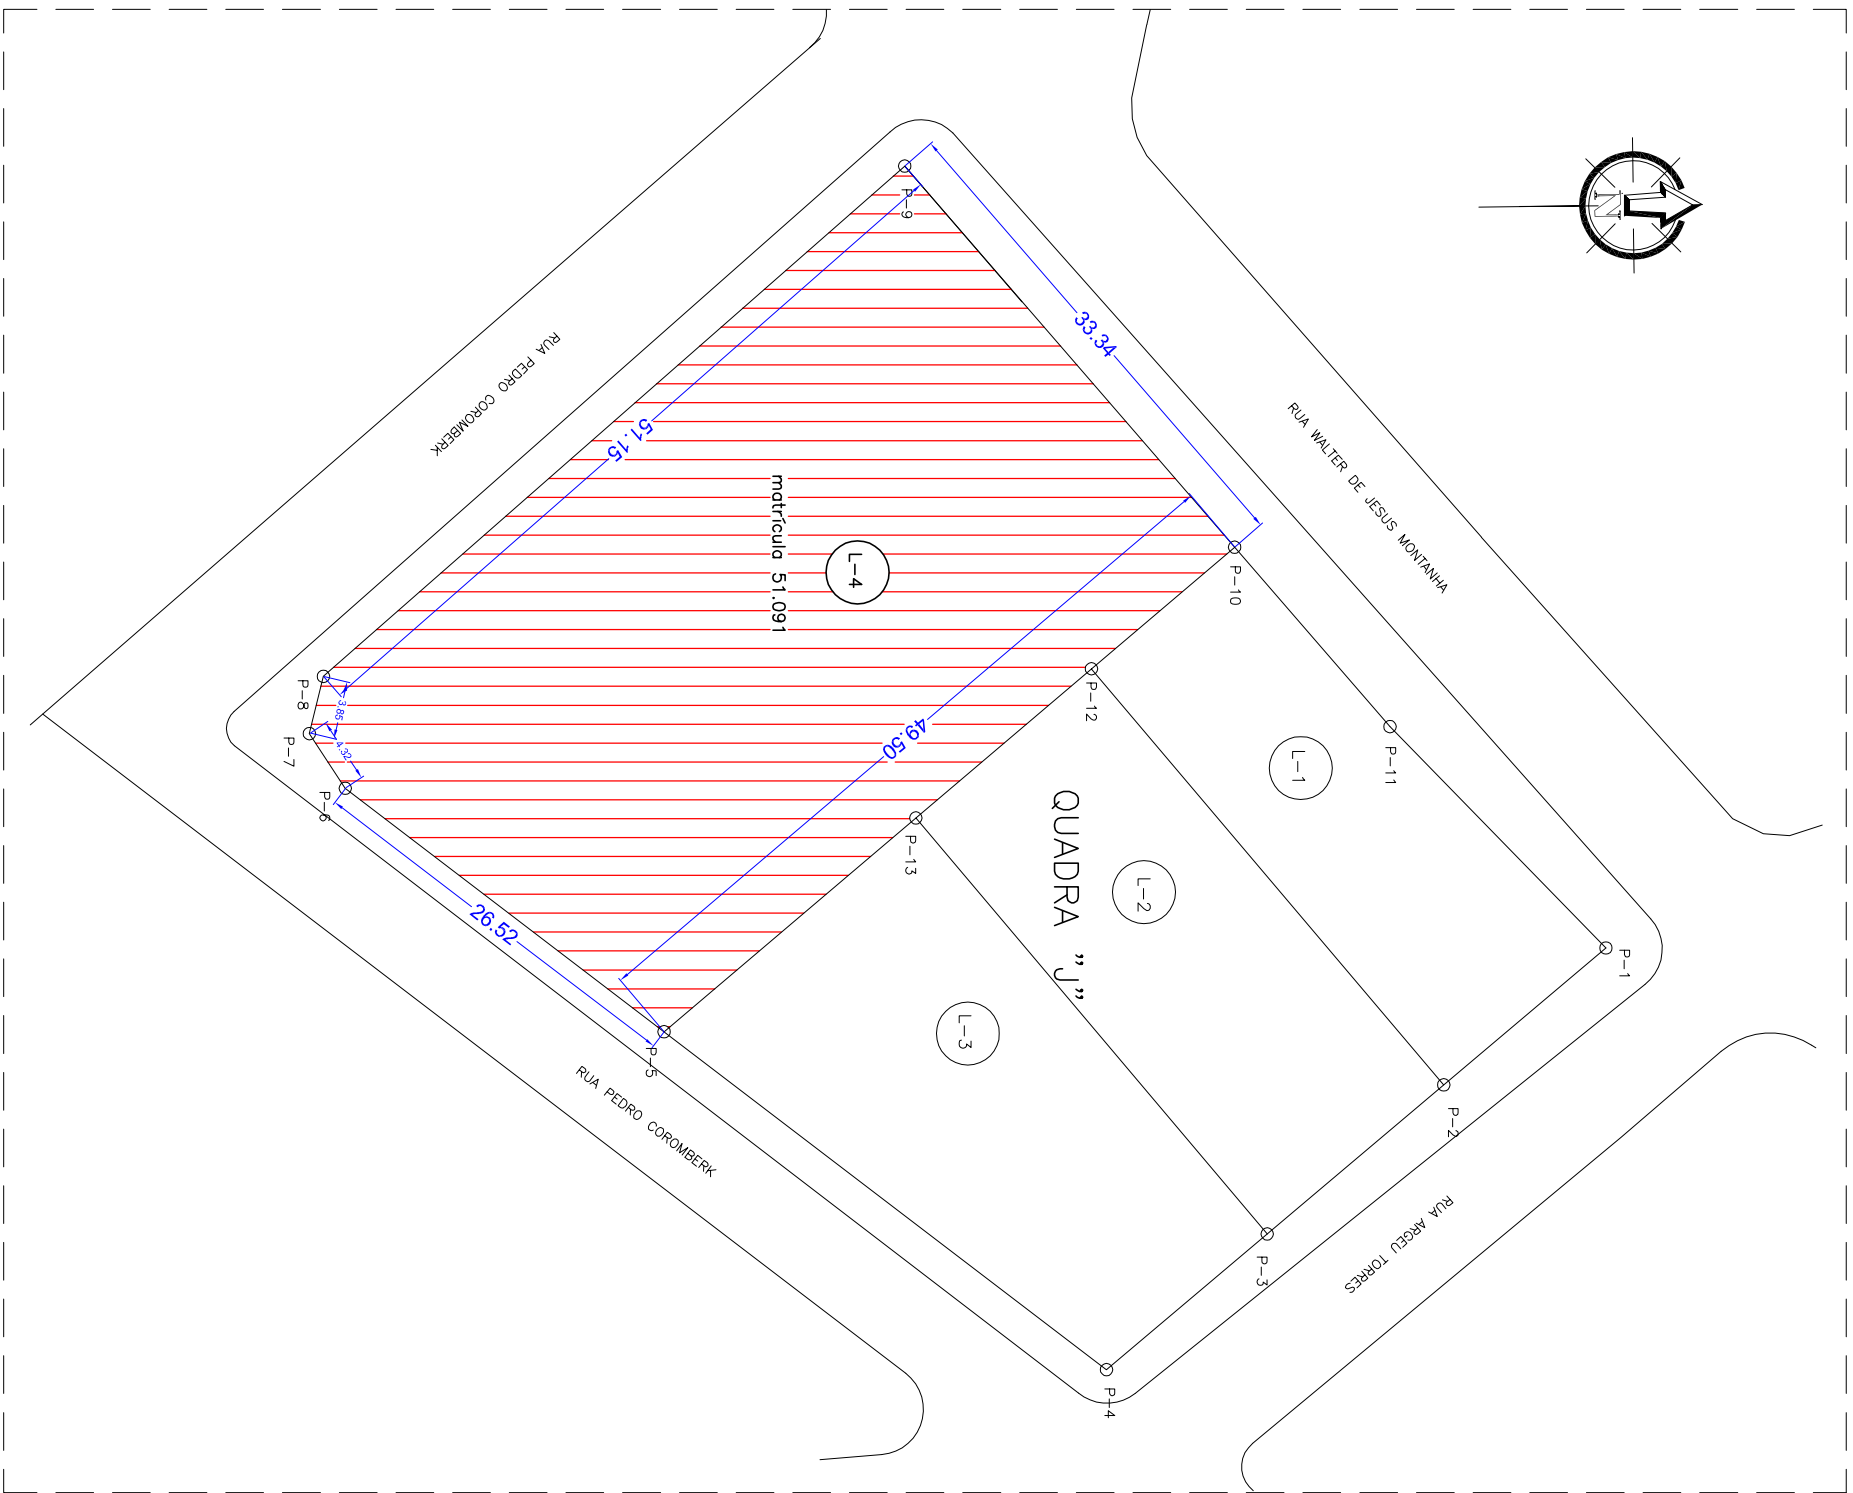 N
RUA WALTER DE JESUS MONTANHA
RUA PEDRO COROMBERK
RUA PEDRO COROMBERK
RUA ARGEU TORRES
QUADRA "J"
L-1
L-2
L-3
L-4
matrícula 51.091
33.34
51.15
49.50
3.85
4.32
26.52
P-1
P-2
P-3
P-4
P-5
P-6
P-7
P-8
P-9
P-10
P-11
P-12
P-13